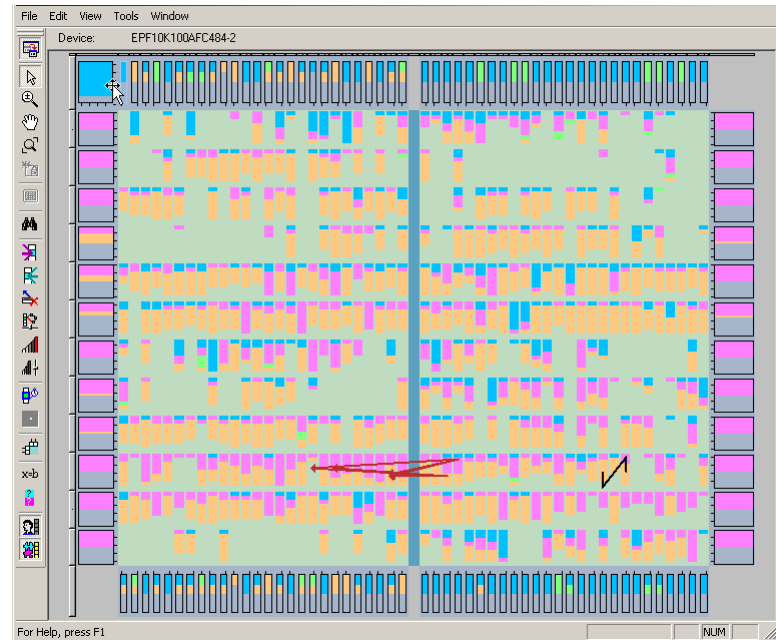 File Edit View Tools Window
Device: EPF10K100AFC484-2
x=b
?
?
For Help, press F1
NUM